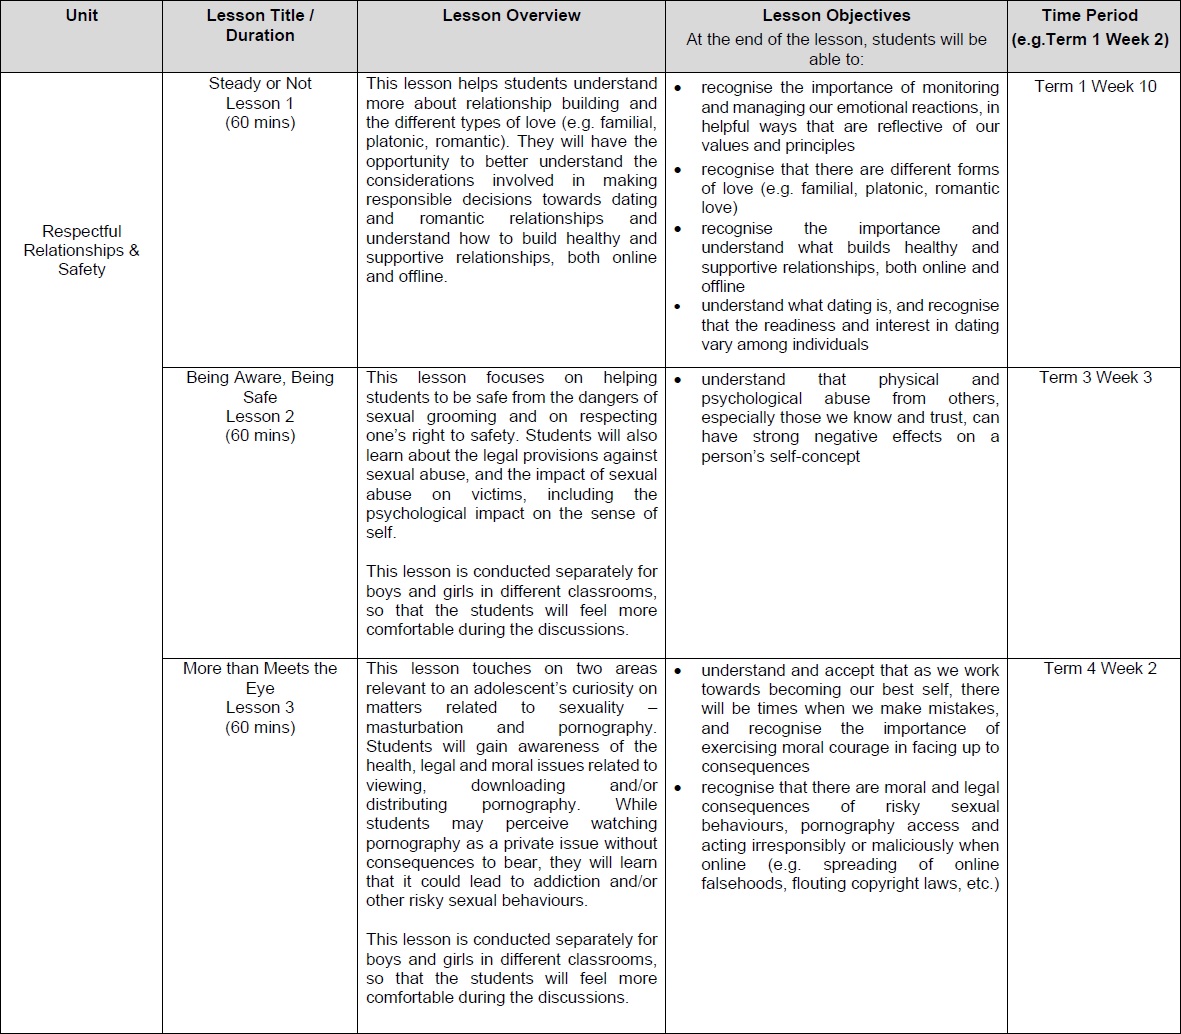 Unit
Lesson Title /
Duration
Lesson Overview
Lesson Objectives
At the end of the lesson, students will be
able to:
Time Period
(e.g.Term 1 Week 2)
Respectful
Relationships &
Safety
Steady or Not
Lesson 1
(60 mins)
This lesson helps students understand
more about relationship building and
the different types of love (e.g. familial,
platonic, romantic). They will have the
opportunity to better understand the
considerations involved in making
responsible decisions towards dating
and romantic relationships and
understand how to build healthy and
supportive relationships, both online
and offline.
• recognise the importance of monitoring
and managing our emotional reactions, in
helpful ways that are reflective of our
values and principles
• recognise that there are different forms
of love (e.g. familial, platonic, romantic
love)
• recognise the importance and
understand what builds healthy and
supportive relationships, both online and
offline
• understand what dating is, and recognise
that the readiness and interest in dating
vary among individuals
Term 1 Week 10
Being Aware, Being
Safe
Lesson 2
(60 mins)
This lesson focuses on helping
students to be safe from the dangers of
sexual grooming and on respecting
one’s right to safety. Students will also
learn about the legal provisions against
sexual abuse, and the impact of sexual
abuse on victims, including the
psychological impact on the sense of
self.
This lesson is conducted separately for
boys and girls in different classrooms,
so that the students will feel more
comfortable during the discussions.
• understand that physical and
psychological abuse from others,
especially those we know and trust, can
have strong negative effects on a
person’s self-concept
Term 3 Week 3
More than Meets the
Eye
Lesson 3
(60 mins)
This lesson touches on two areas
relevant to an adolescent’s curiosity on
matters related to sexuality –
masturbation and pornography.
Students will gain awareness of the
health, legal and moral issues related to
viewing, downloading and/or
distributing pornography. While
students may perceive watching
pornography as a private issue without
consequences to bear, they will learn
that it could lead to addiction and/or
other risky sexual behaviours.
This lesson is conducted separately for
boys and girls in different classrooms,
so that the students will feel more
comfortable during the discussions.
• understand and accept that as we work
towards becoming our best self, there
will be times when we make mistakes,
and recognise the importance of
exercising moral courage in facing up to
consequences
• recognise that there are moral and legal
consequences of risky sexual
behaviours, pornography access and
acting irresponsibly or maliciously when
online (e.g. spreading of online
falsehoods, flouting copyright laws, etc.)
Term 4 Week 2